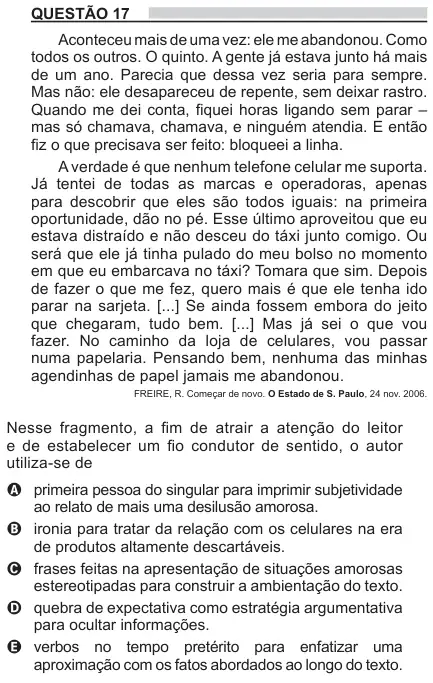 QUESTÃO 17
Aconteceu mais de uma vez: ele me abandonou. Como
todos os outros. O quinto. A gente já estava junto há mais
de um ano. Parecia que dessa vez seria para sempre.
Mas não: ele desapareceu de repente, sem deixar rastro.
Quando me dei conta, fiquei horas ligando sem parar –
mas só chamava, chamava, e ninguém atendia. E então
fiz o que precisava ser feito: bloqueei a linha.
A verdade é que nenhum telefone celular me suporta.
Já tentei de todas as marcas e operadoras, apenas
para descobrir que eles são todos iguais: na primeira
oportunidade, dão no pé. Esse último aproveitou que eu
estava distraído e não desceu do táxi junto comigo. Ou
será que ele já tinha pulado do meu bolso no momento
em que eu embarcava no táxi? Tomara que sim. Depois
de fazer o que me fez, quero mais é que ele tenha ido
parar na sarjeta. [...] Se ainda fossem embora do jeito
que chegaram, tudo bem. [...] Mas já sei o que vou
fazer. No caminho da loja de celulares, vou passar
numa papelaria. Pensando bem, nenhuma das minhas
agendinhas de papel jamais me abandonou.
FREIRE, R. Começar de novo. O Estado de S. Paulo, 24 nov. 2006.
Nesse fragmento, a fim de atrair a atenção do leitor
e de estabelecer um fio condutor de sentido, o autor
utiliza-se de
A primeira pessoa do singular para imprimir subjetividade
ao relato de mais uma desilusão amorosa.
B ironia para tratar da relação com os celulares na era
de produtos altamente descartáveis.
C frases feitas na apresentação de situações amorosas
estereotipadas para construir a ambientação do texto.
D quebra de expectativa como estratégia argumentativa
para ocultar informações.
E verbos no tempo pretérito para enfatizar uma
aproximação com os fatos abordados ao longo do texto.